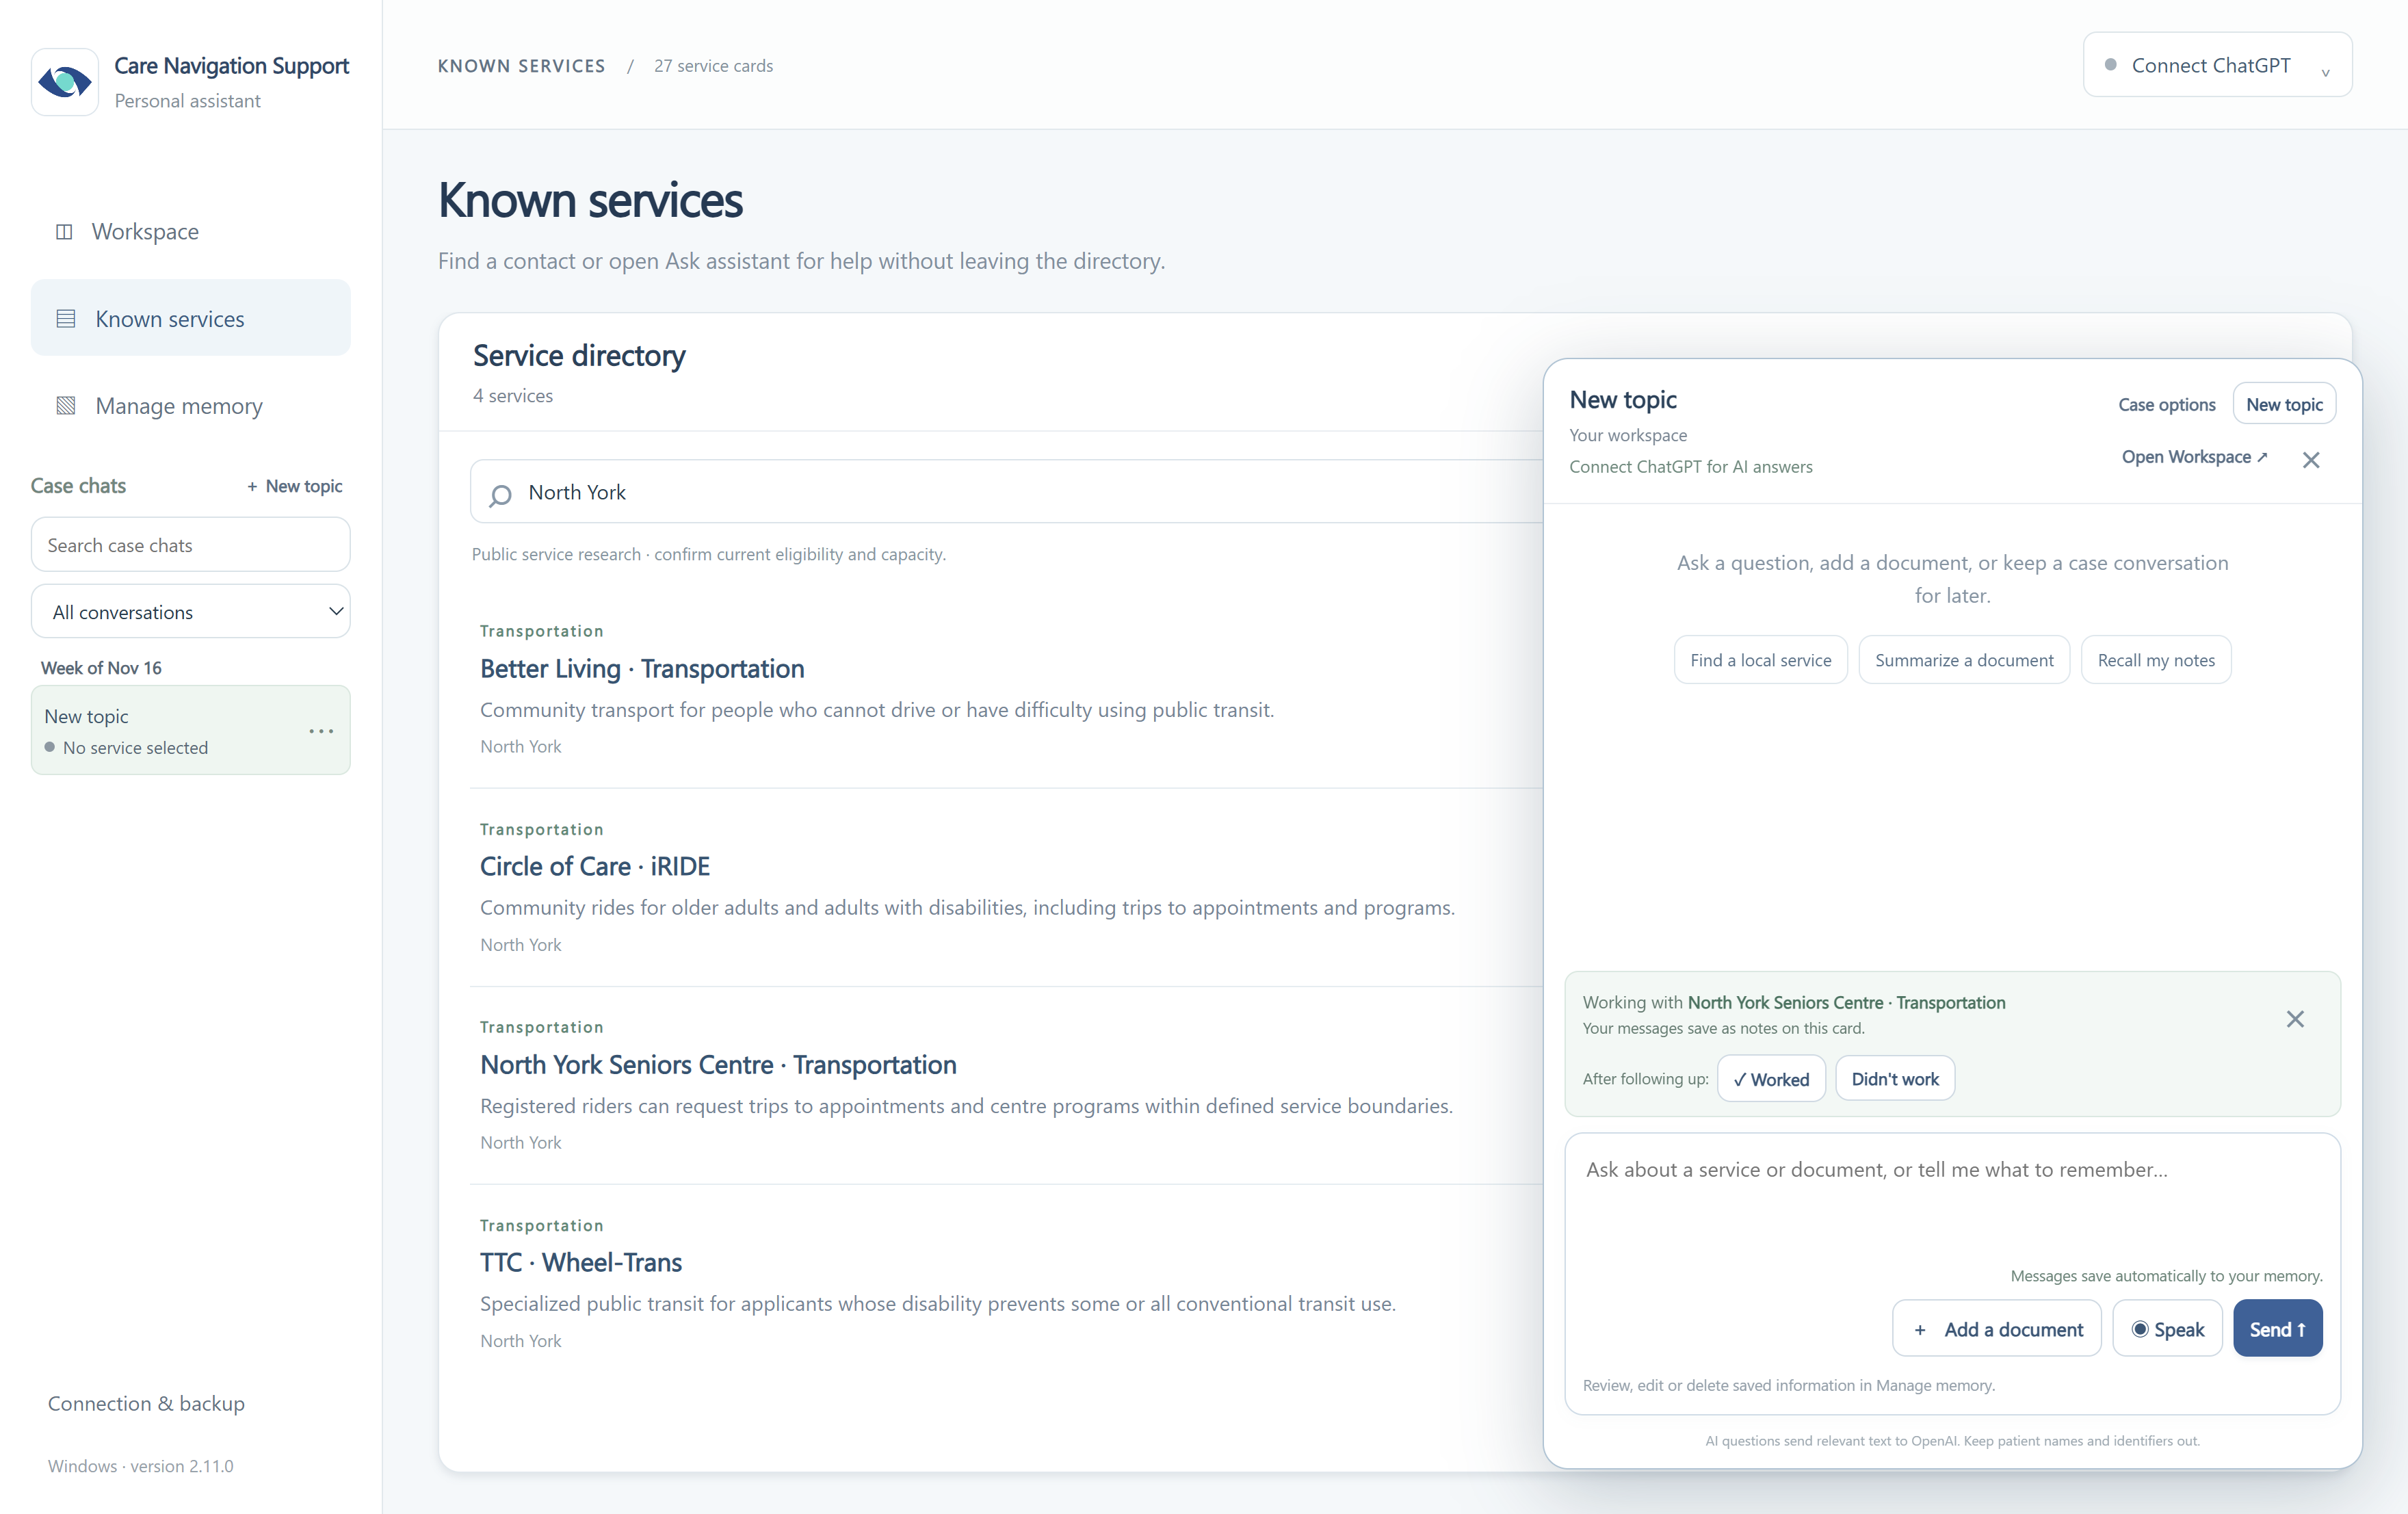 Care Navigation Support
Personal assistant
Workspace
Known services
Manage memory
Case chats
+ New topic
Search case chats
All conversations
Week of Nov 16
New topic
No service selected
Connection & backup
Windows · version 2.11.0
KNOWN SERVICES / 27 service cards
Connect ChatGPT
Known services
Find a contact or open Ask assistant for help without leaving the directory.
Service directory
4 services
North York
Public service research · confirm current eligibility and capacity.
Transportation
Better Living · Transportation
Community transport for people who cannot drive or have difficulty using public transit.
North York
Transportation
Circle of Care · iRIDE
Community rides for older adults and adults with disabilities, including trips to appointments and programs.
North York
Transportation
North York Seniors Centre · Transportation
Registered riders can request trips to appointments and centre programs within defined service boundaries.
North York
Transportation
TTC · Wheel-Trans
Specialized public transit for applicants whose disability prevents some or all conventional transit use.
North York
New topic
Your workspace
Connect ChatGPT for AI answers
Case options
New topic
Open Workspace ↗
Ask a question, add a document, or keep a case conversation
for later.
Find a local service
Summarize a document
Recall my notes
Working with North York Seniors Centre · Transportation
Your messages save as notes on this card.
After following up: ✓ Worked Didn't work
Ask about a service or document, or tell me what to remember...
Messages save automatically to your memory.
+ Add a document
Speak
Send ↑
Review, edit or delete saved information in Manage memory.
AI questions send relevant text to OpenAI. Keep patient names and identifiers out.